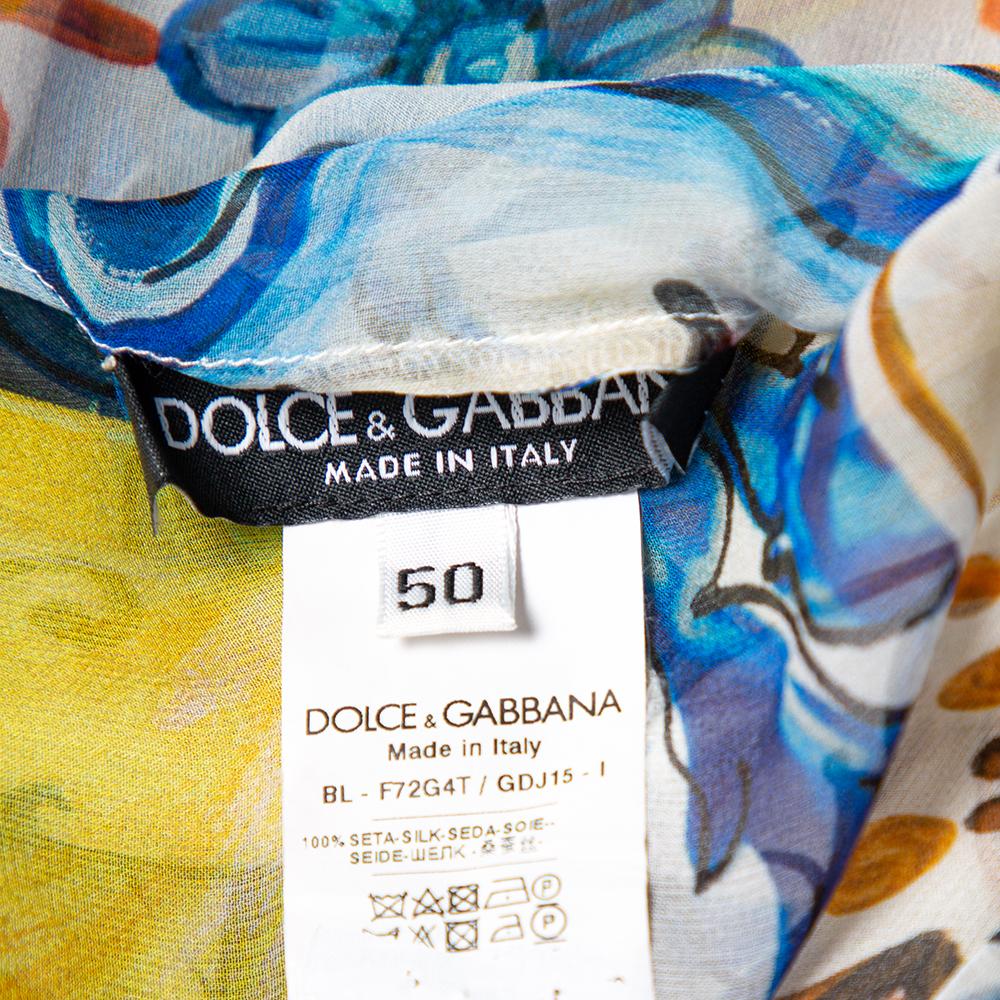 DOLCE & GABBAN
MADE IN ITALY
50
DOLCE & GABBANA
Made in Italy
BL - F72G4T / GDJ15 - I
100% SETA-SILK-SEDA-SOIE--
SEIDE-ШЕЛК -桑蚕丝-
P
P